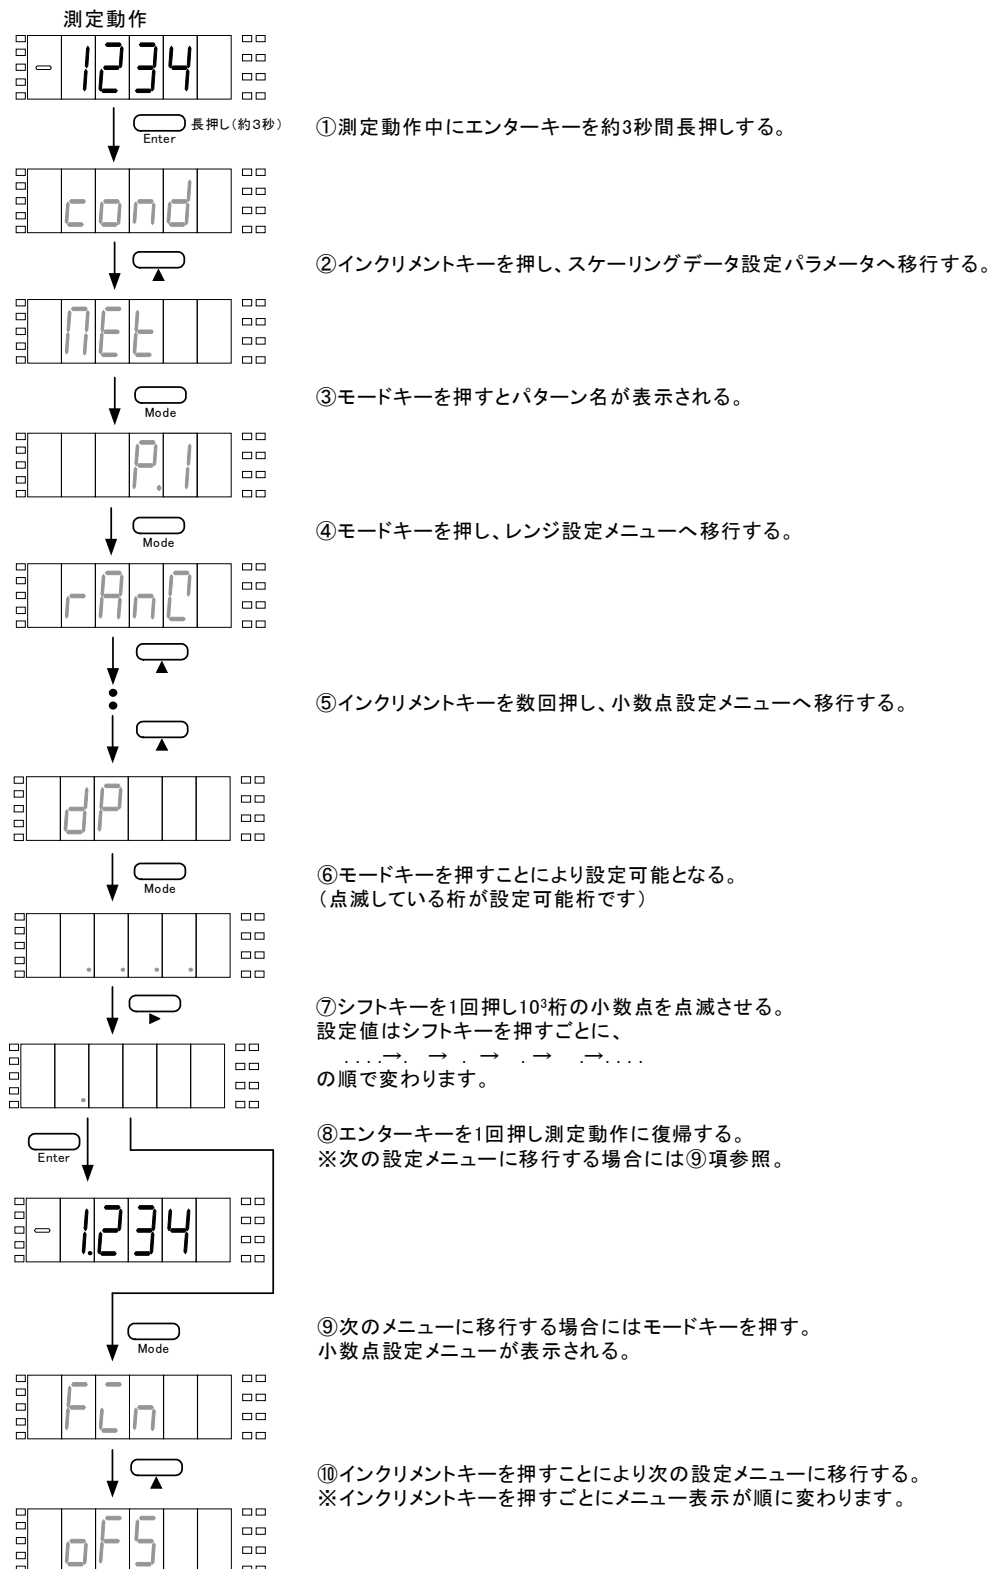 測定動作
- 1234
長押し(約3秒)
Enter
①測定動作中にエンターキーを約3秒間長押しする。
cond
②インクリメントキーを押し、スケーリングデータ設定パラメータへ移行する。
▲
MEt
③モードキーを押すとパターン名が表示される。
Mode
P.1
④モードキーを押し、レンジ設定メニューへ移行する。
Mode
rAnG
▲
⑤インクリメントキーを数回押し、小数点設定メニューへ移行する。
▲
dP
⑥モードキーを押すことにより設定可能となる。
Mode
(点滅している桁が設定可能桁です)
. . . .
⑦シフトキーを1回押し10³桁の小数点を点滅させる。
▶
設定値はシフトキーを押すごとに、
. . . .→. → . → . → .→. . . .
の順で変わります。
.
⑧エンターキーを1回押し測定動作に復帰する。
Enter
※次の設定メニューに移行する場合には⑨項参照。
- 1.234
⑨次のメニューに移行する場合にはモードキーを押す。
Mode
小数点設定メニューが表示される。
Fin
⑩インクリメントキーを押すことにより次の設定メニューに移行する。
▲
※インクリメントキーを押すごとにメニュー表示が順に変わります。
oFS